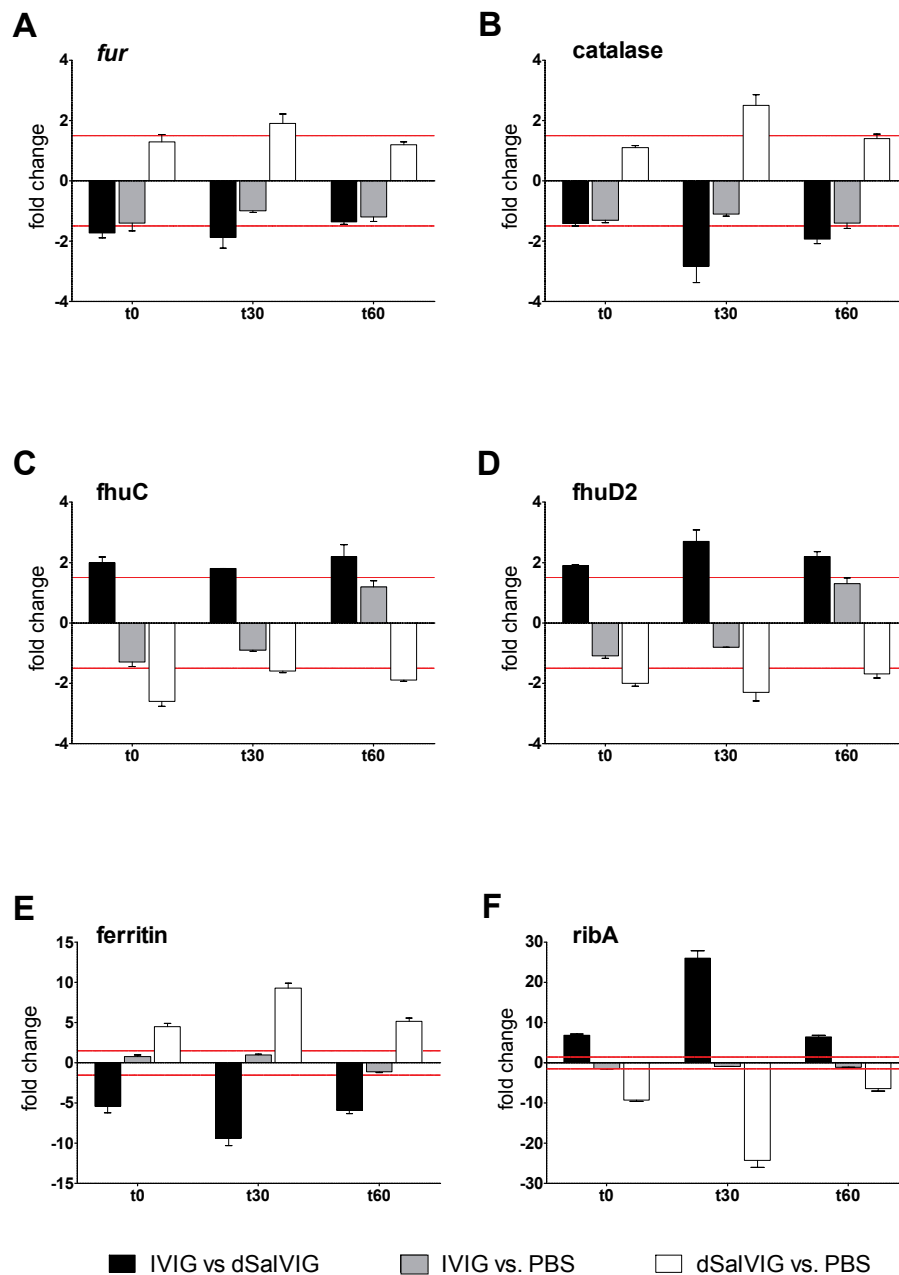 A
fur
B
catalase
4
2
0
-2
-4
fold change
t0
t30
t60
4
2
0
-2
-4
fold change
t0
t30
t60
C
fhuC
D
fhuD2
4
2
0
-2
-4
fold change
t0
t30
t60
4
2
0
-2
-4
fold change
t0
t30
t60
E
ferritin
F
ribA
15
10
5
0
-5
-10
-15
fold change
t0
t30
t60
30
20
10
0
-10
-20
-30
fold change
t0
t30
t60
IVIG vs dSaIVIG
IVIG vs. PBS
dSaIVIG vs. PBS